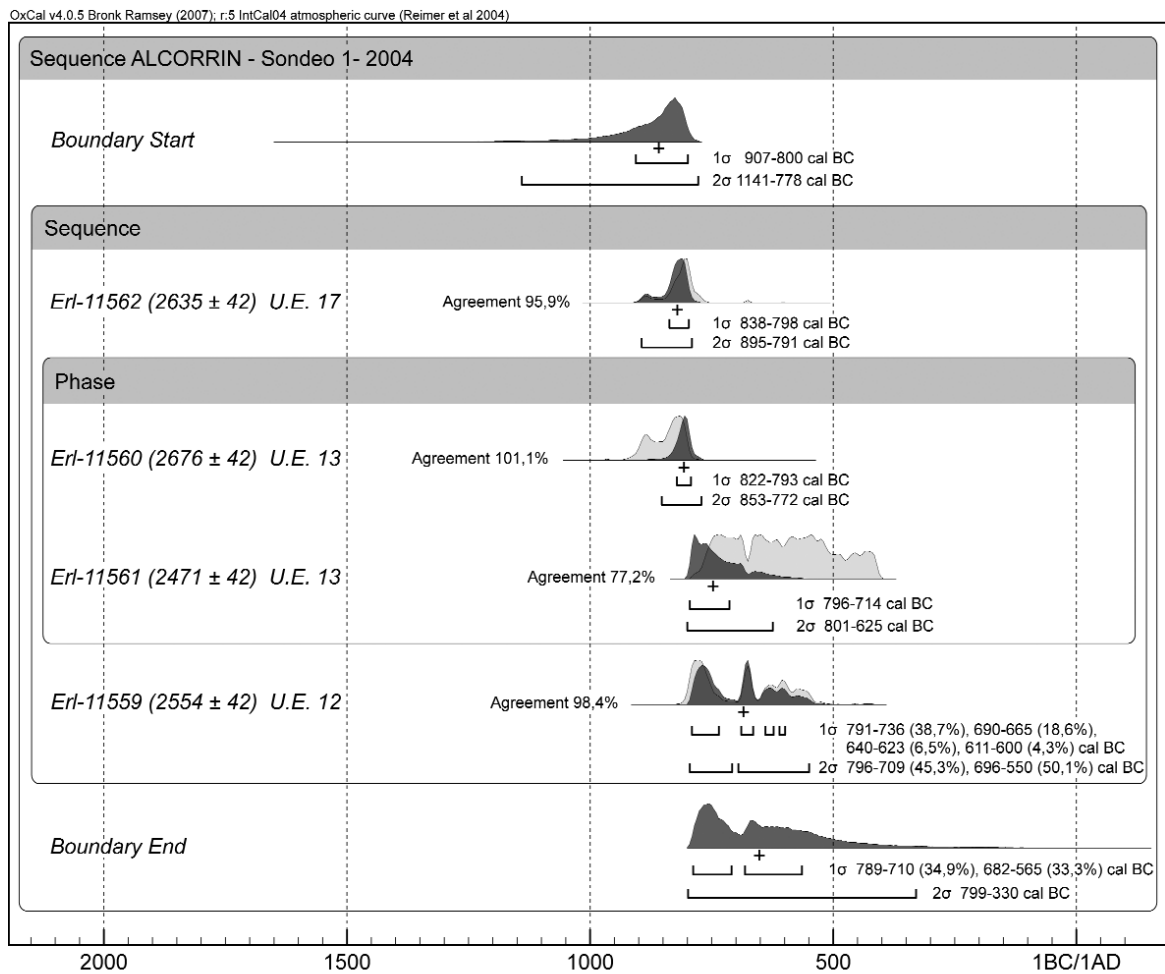 OxCal v4.0.5 Bronk Ramsey (2007); r:5 IntCal04 atmospheric curve (Reimer et al 2004)
Sequence ALCORRIN - Sondeo 1- 2004
Boundary Start
1σ 907-800 cal BC
2σ 1141-778 cal BC
Sequence
Erl-11562 (2635 ± 42) U.E. 17
Agreement 95,9%
1σ 838-798 cal BC
2σ 895-791 cal BC
Phase
Erl-11560 (2676 ± 42) U.E. 13
Agreement 101,1%
1σ 822-793 cal BC
2σ 853-772 cal BC
Erl-11561 (2471 ± 42) U.E. 13
Agreement 77,2%
1σ 796-714 cal BC
2σ 801-625 cal BC
Erl-11559 (2554 ± 42) U.E. 12
Agreement 98,4%
1σ 791-736 (38,7%), 690-665 (18,6%),
640-623 (6,5%), 611-600 (4,3%) cal BC
2σ 796-709 (45,3%), 696-550 (50,1%) cal BC
Boundary End
1σ 789-710 (34,9%), 682-565 (33,3%) cal BC
2σ 799-330 cal BC
2000 1500 1000 500 1BC/1AD